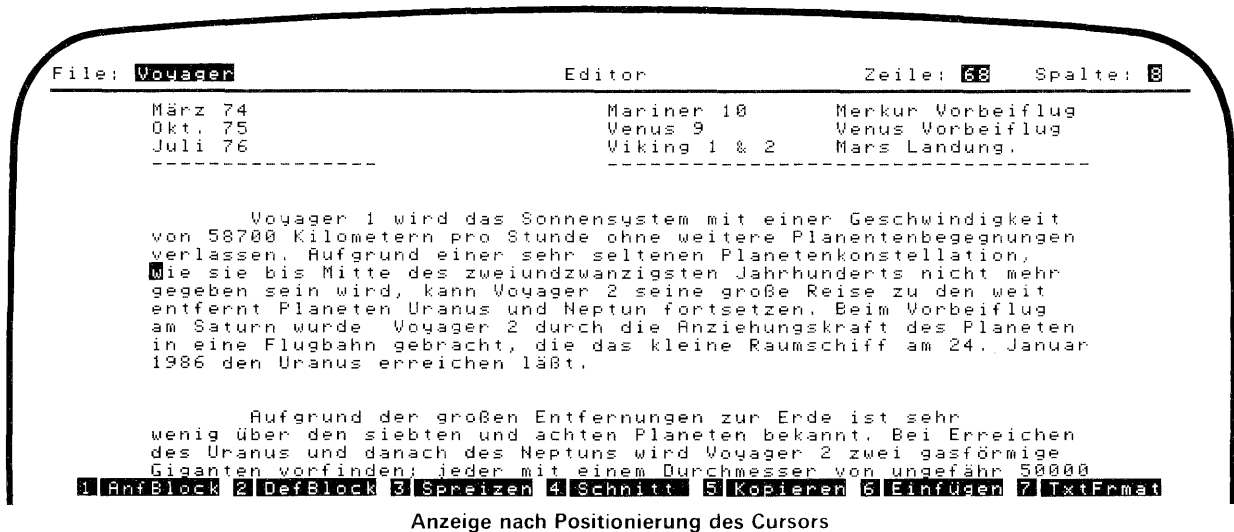 File: Voyager Editor Zeile: 68 Spalte: 8
März 74 Mariner 10 Merkur Vorbeiflug
Okt. 75 Venus 9 Venus Vorbeiflug
Juli 76 Viking 1 & 2 Mars Landung.
---------------- ----------------------------------
Voyager 1 wird das Sonnensystem mit einer Geschwindigkeit
von 58700 Kilometern pro Stunde ohne weitere Planentenbegegnungen
verlassen. Aufgrund einer sehr seltenen Planetenkonstellation,
wie sie bis Mitte des zweiundzwanzigsten Jahrhunderts nicht mehr
gegeben sein wird, kann Voyager 2 seine große Reise zu den weit
entfernt Planeten Uranus und Neptun fortsetzen. Beim Vorbeiflug
am Saturn wurde Voyager 2 durch die Anziehungskraft des Planeten
in eine Flugbahn gebracht, die das kleine Raumschiff am 24. Januar
1986 den Uranus erreichen läßt.
Aufgrund der großen Entfernungen zur Erde ist sehr
wenig über den siebten und achten Planeten bekannt. Bei Erreichen
des Uranus und danach des Neptuns wird Voyager 2 zwei gasförmige
Giganten vorfinden; jeder mit einem Durchmesser von ungefähr 50000
1 AnfBlock 2 DefBlock 3 Spreizen 4 Schnitt 5 Kopieren 6 Einfügen 7 TxtFrmat
Anzeige nach Positionierung des Cursors